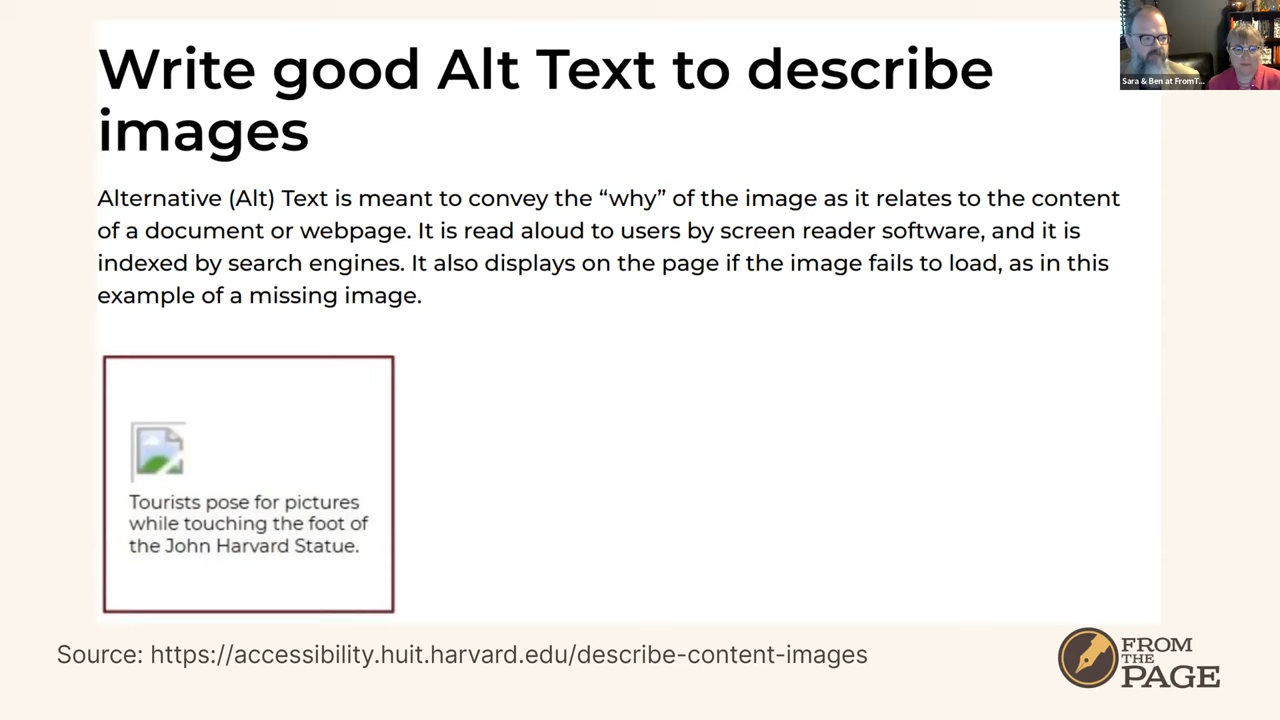 Write good Alt Text to describe
images
Alternative (Alt) Text is meant to convey the “why” of the image as it relates to the content
of a document or webpage. It is read aloud to users by screen reader software, and it is
indexed by search engines. It also displays on the page if the image fails to load, as in this
example of a missing image.
Tourists pose for pictures
while touching the foot of
the John Harvard Statue.
Source: https://accessibility.huit.harvard.edu/describe-content-images
FROM
THE
PAGE
Sara & Ben at FromT...